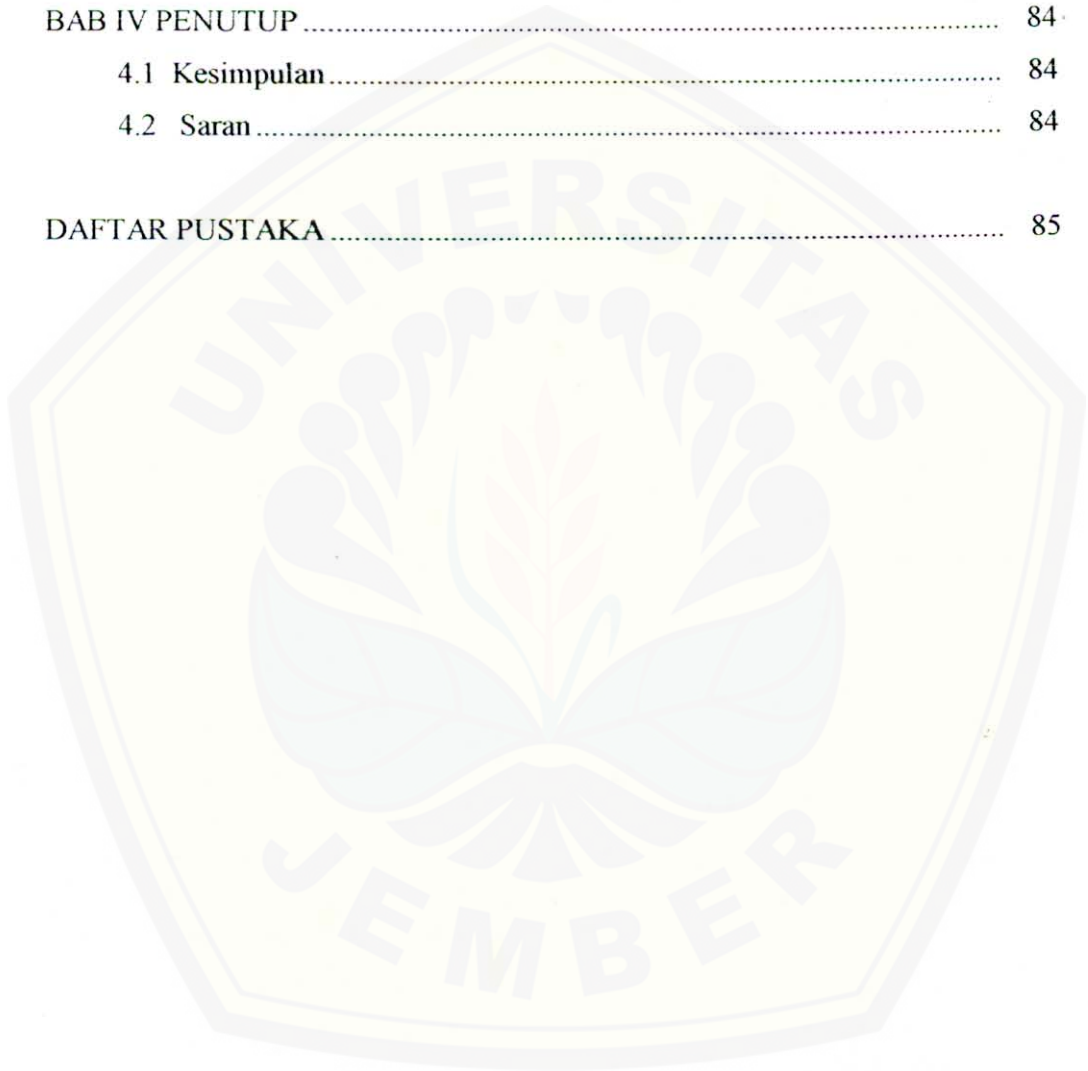 BAB IV PENUTUP ........................................................................ 84
4.1 Kesimpulan ........................................................................ 84
4.2 Saran ........................................................................ 84
DAFTAR PUSTAKA ........................................................................ 85
UNIVERSITAS
JEMBER